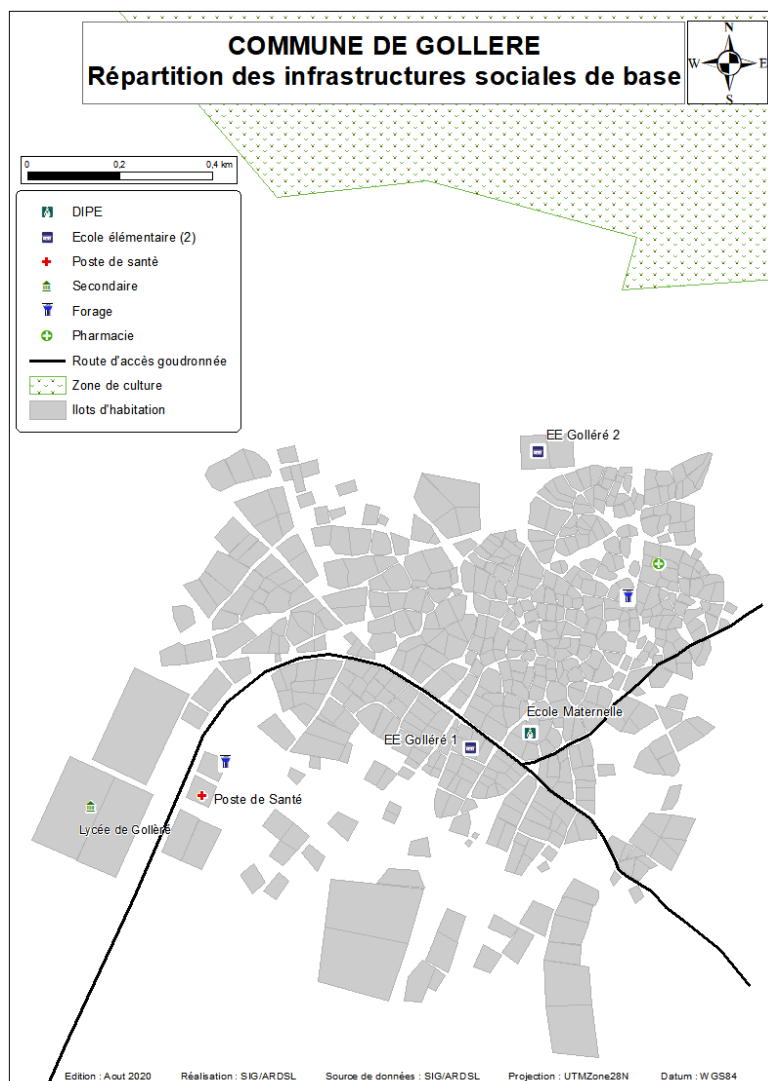 COMMUNE DE GOLLERE
Répartition des infrastructures sociales de base
N
W
E
S
0
0,2
0,4 km
DIPE
Ecole élémentaire (2)
Poste de santè
Secondaire
Forage
Pharmacie
Route d'accès goudronnée
Zone de culture
Ilots d'habitation
EE Golléré 2
Ecole Maternelle
EE Golléré 1
Poste de Santé
Lycée de Golléré
Edition : Aout 2020 Réalisation : SIG/ARDSL Source de données : SIG/ARDSL Projection : UTMZone28N Datum : WGS84